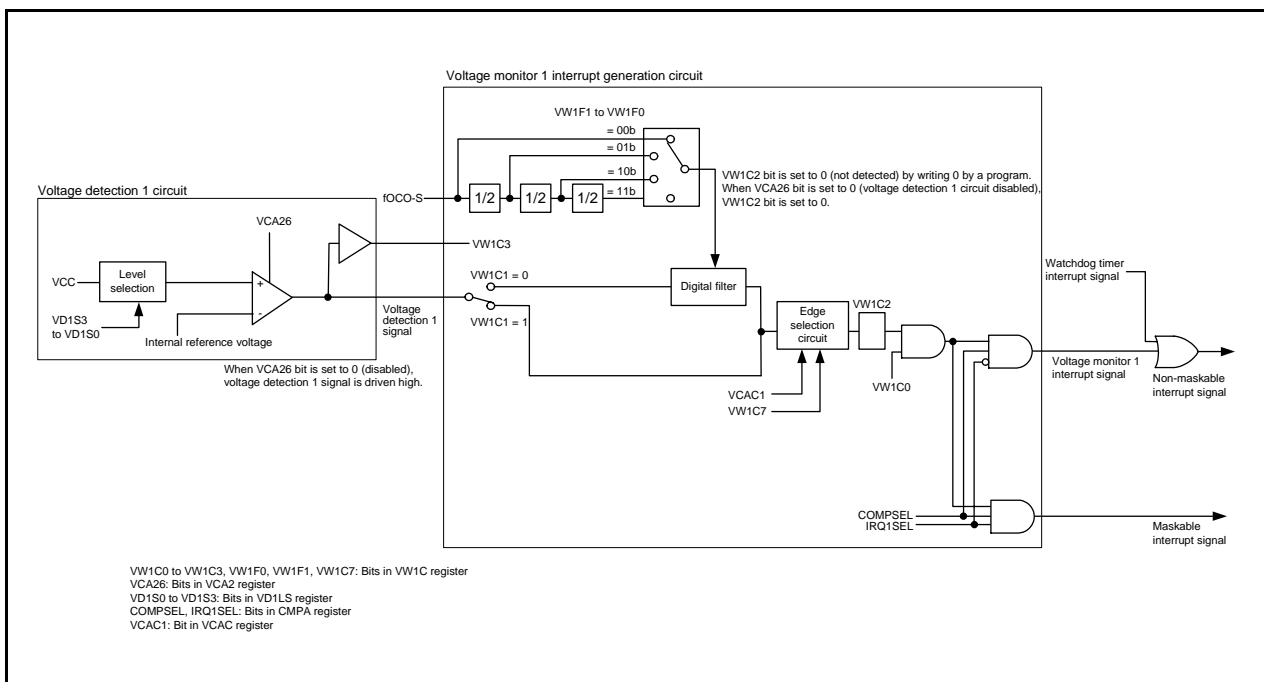 Voltage monitor 1 interrupt generation circuit
VW1F1 to VW1F0
= 00b
= 01b
= 10b
= 11b
fOCO-S
1/2
1/2
1/2
VW1C2 bit is set to 0 (not detected) by writing 0 by a program.
When VCA26 bit is set to 0 (voltage detection 1 circuit disabled),
VW1C2 bit is set to 0.
Voltage detection 1 circuit
VCA26
VW1C3
VCC
Level
selection
+
-
VD1S3
to VD1S0
Internal reference voltage
Voltage
detection 1
signal
When VCA26 bit is set to 0 (disabled),
voltage detection 1 signal is driven high.
VW1C1 = 0
VW1C1 = 1
Digital filter
Edge
selection
circuit
VW1C2
VCAC1
VW1C7
VW1C0
Watchdog timer
interrupt signal
Voltage monitor 1
interrupt signal
Non-maskable
interrupt signal
COMPSEL
IRQ1SEL
Maskable
interrupt signal
VW1C0 to VW1C3, VW1F0, VW1F1, VW1C7: Bits in VW1C register
VCA26: Bits in VCA2 register
VD1S0 to VD1S3: Bits in VD1LS register
COMPSEL, IRQ1SEL: Bits in CMPA register
VCAC1: Bit in VCAC register